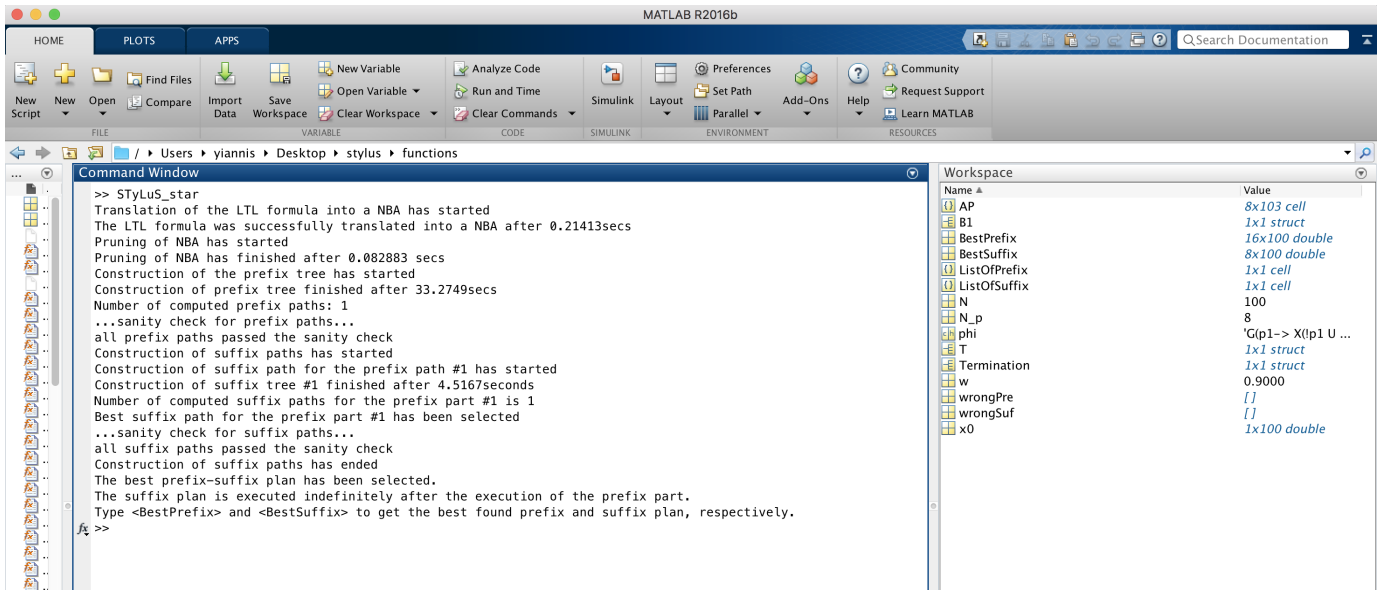 MATLAB R2016b
HOME PLOTS APPS
Search Documentation
New Script
New
Open
Find Files
Compare
Import Data
Save Workspace
New Variable
Open Variable
Clear Workspace
Analyze Code
Run and Time
Clear Commands
Simulink
Layout
Preferences
Set Path
Parallel
Add-Ons
Help
Community
Request Support
Learn MATLAB
FILE VARIABLE CODE SIMULINK ENVIRONMENT RESOURCES
/ Users yiannis Desktop stylus functions
...
Command Window
>> STyLuS_star
Translation of the LTL formula into a NBA has started
The LTL formula was successfully translated into a NBA after 0.21413secs
Pruning of NBA has started
Pruning of NBA has finished after 0.082883 secs
Construction of the prefix tree has started
Construction of prefix tree finished after 33.2749secs
Number of computed prefix paths: 1
...sanity check for prefix paths...
all prefix paths passed the sanity check
Construction of suffix paths has started
Construction of suffix path for the prefix path #1 has started
Construction of suffix tree #1 finished after 4.5167seconds
Number of computed suffix paths for the prefix part #1 is 1
Best suffix path for the prefix part #1 has been selected
...sanity check for suffix paths...
all suffix paths passed the sanity check
Construction of suffix paths has ended
The best prefix-suffix plan has been selected.
The suffix plan is executed indefinitely after the execution of the prefix part.
Type <BestPrefix> and <BestSuffix> to get the best found prefix and suffix plan, respectively.
fx >>
Workspace
Name Value
AP 8x103 cell
B1 1x1 struct
BestPrefix 16x100 double
BestSuffix 8x100 double
ListOfPrefix 1x1 cell
ListOfSuffix 1x1 cell
N 100
N_p 8
phi 'G(p1-> X(!p1 U ...
T 1x1 struct
Termination 1x1 struct
w 0.9000
wrongPre []
wrongSuf []
x0 1x100 double